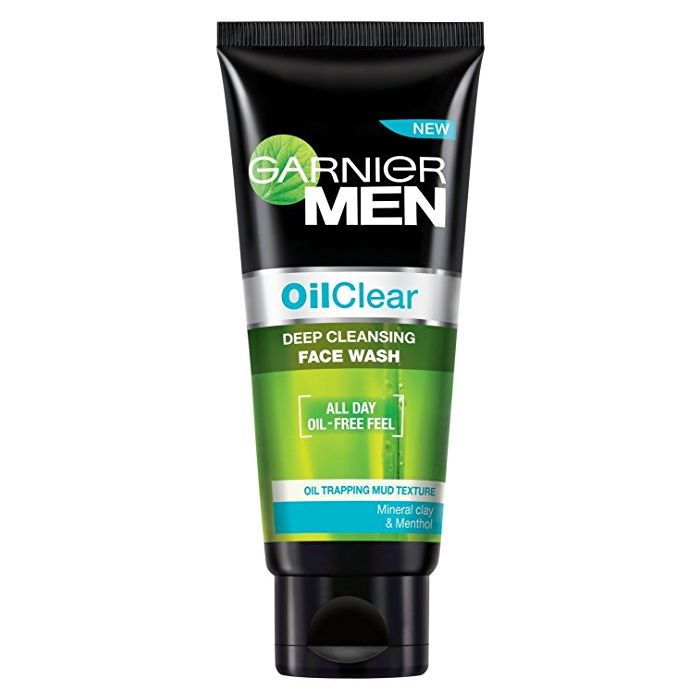 NEW
GARNIER
MEN
OilClear
DEEP CLEANSING
FACE WASH
ALL DAY
OIL-FREE FEEL
OIL TRAPPING MUD TEXTURE
Mineral clay
& Menthol